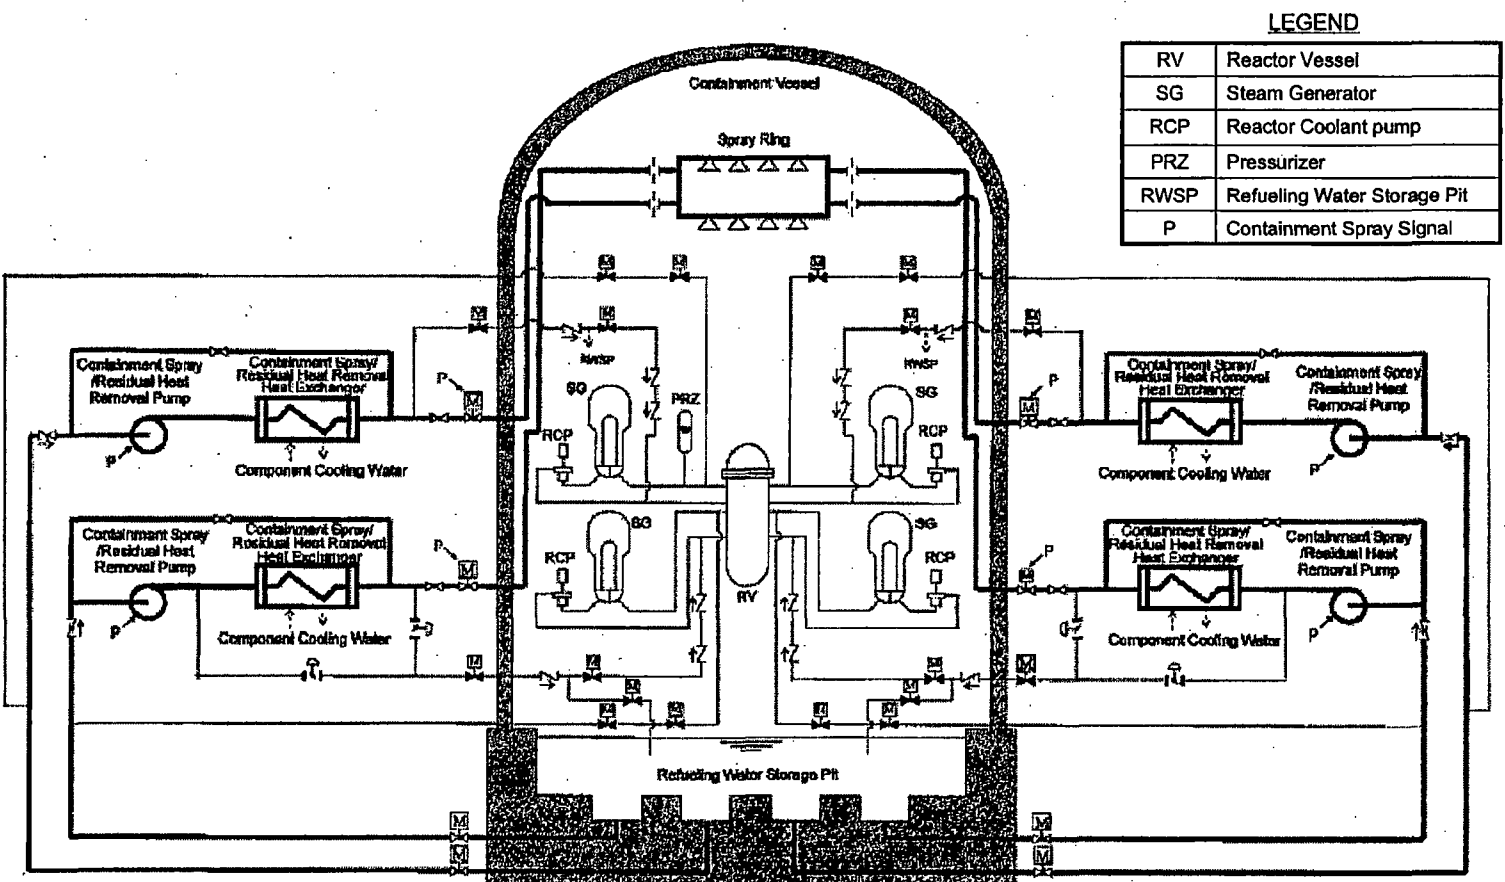 LEGEND
RV Reactor Vessel
SG Steam Generator
RCP Reactor Coolant pump
PRZ Pressurizer
RWSP Refueling Water Storage Pit
P Containment Spray Signal
Containment Vessel
Spray Ring
M
M
M
M
M
M
M
M
RWSP
RWSP
Containment Spray
/Residual Heat
Removal Pump
Containment Spray/
Residual Heat Removal
Heat Exchanger
P
M
P
Component Cooling Water
SG
PRZ
RCP
SG
RCP
M
P
Containment Spray/
Residual Heat Removal
Heat Exchanger
Containment Spray
/Residual Heat
Removal Pump
P
Component Cooling Water
Containment Spray
/Residual Heat
Removal Pump
Containment Spray/
Residual Heat Removal
Heat Exchanger
P
M
P
Component Cooling Water
SG
RCP
RV
SG
RCP
M
P
Containment Spray/
Residual Heat Removal
Heat Exchanger
Containment Spray
/Residual Heat
Removal Pump
P
Component Cooling Water
M
M
M
M
M
M
M
M
M
M
Refueling Water Storage Pit
M
M
M
M